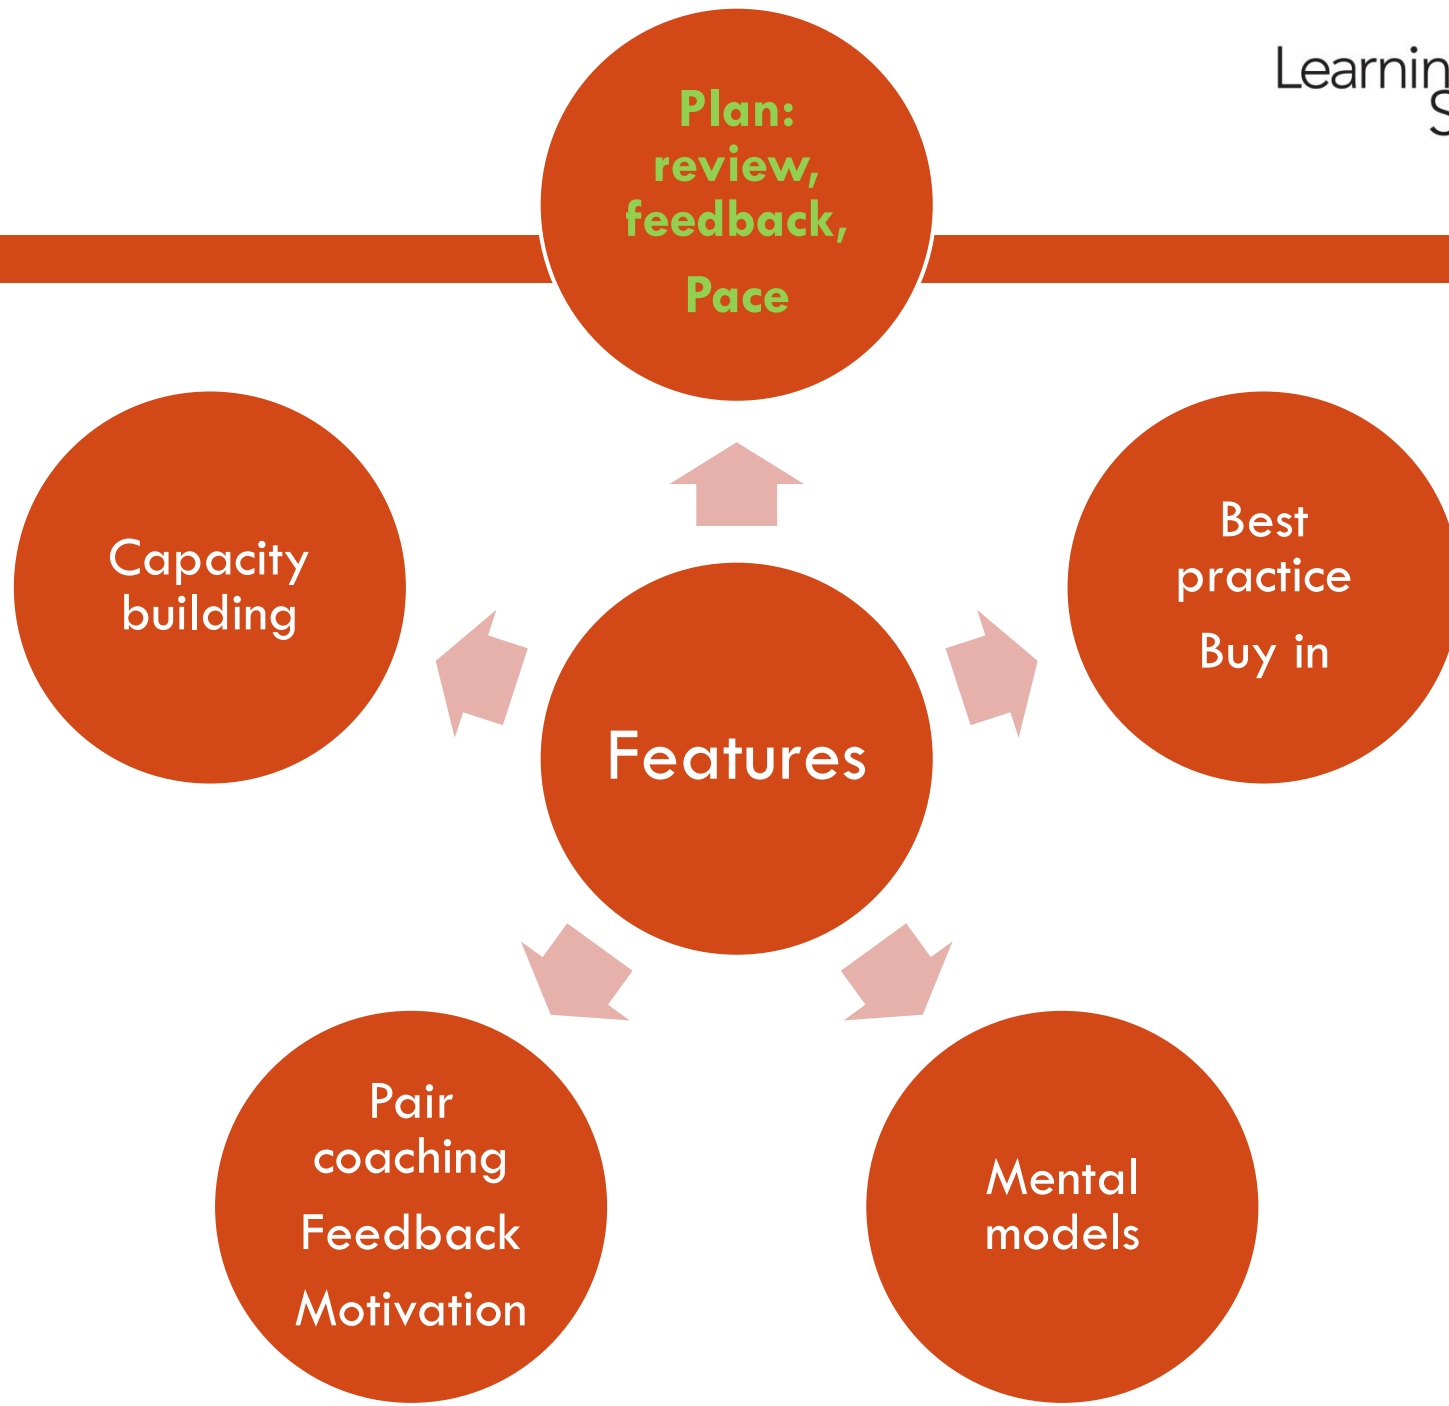 Learnin
S
Plan:
review,
feedback,
Pace
Best
practice
Buy in
Mental
models
Pair
coaching
Feedback
Motivation
Capacity
building
Features